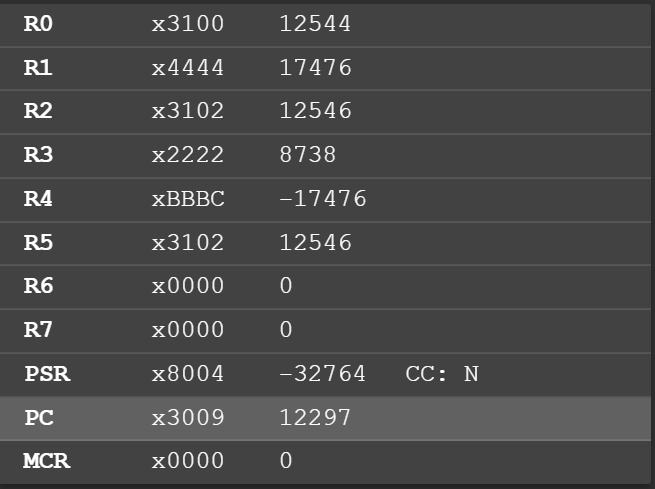 R0 x3100 12544
R1 x4444 17476
R2 x3102 12546
R3 x2222 8738
R4 xBBBC -17476
R5 x3102 12546
R6 x0000 0
R7 x0000 0
PSR x8004 -32764 CC: N
PC x3009 12297
MCR x0000 0